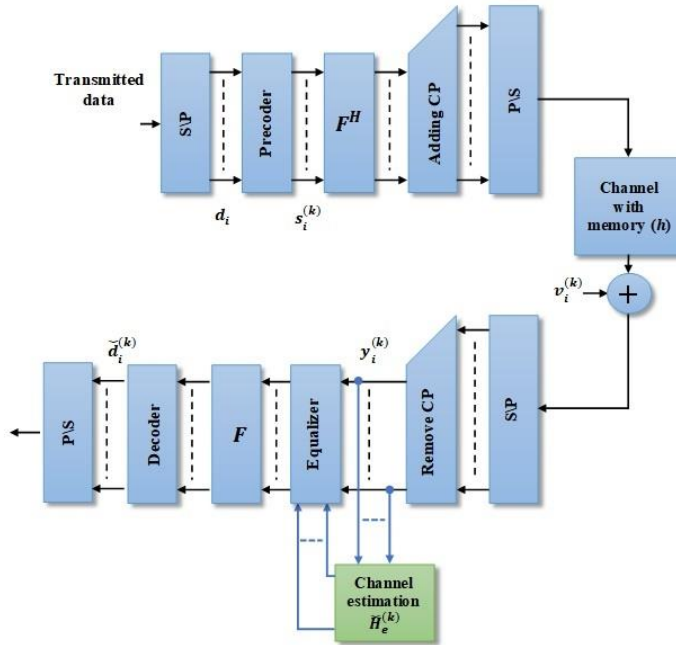 Transmitted
data
S\P
Precoder
F^H
Adding CP
P\S
d_i
s_i^{(k)}
Channel
with
memory (h)
v_i^{(k)}
+
d̆_i^{(k)}
y_i^{(k)}
P\S
Decoder
F
Equalizer
Remove CP
S\P
Channel
estimation
H̆_e^{(k)}